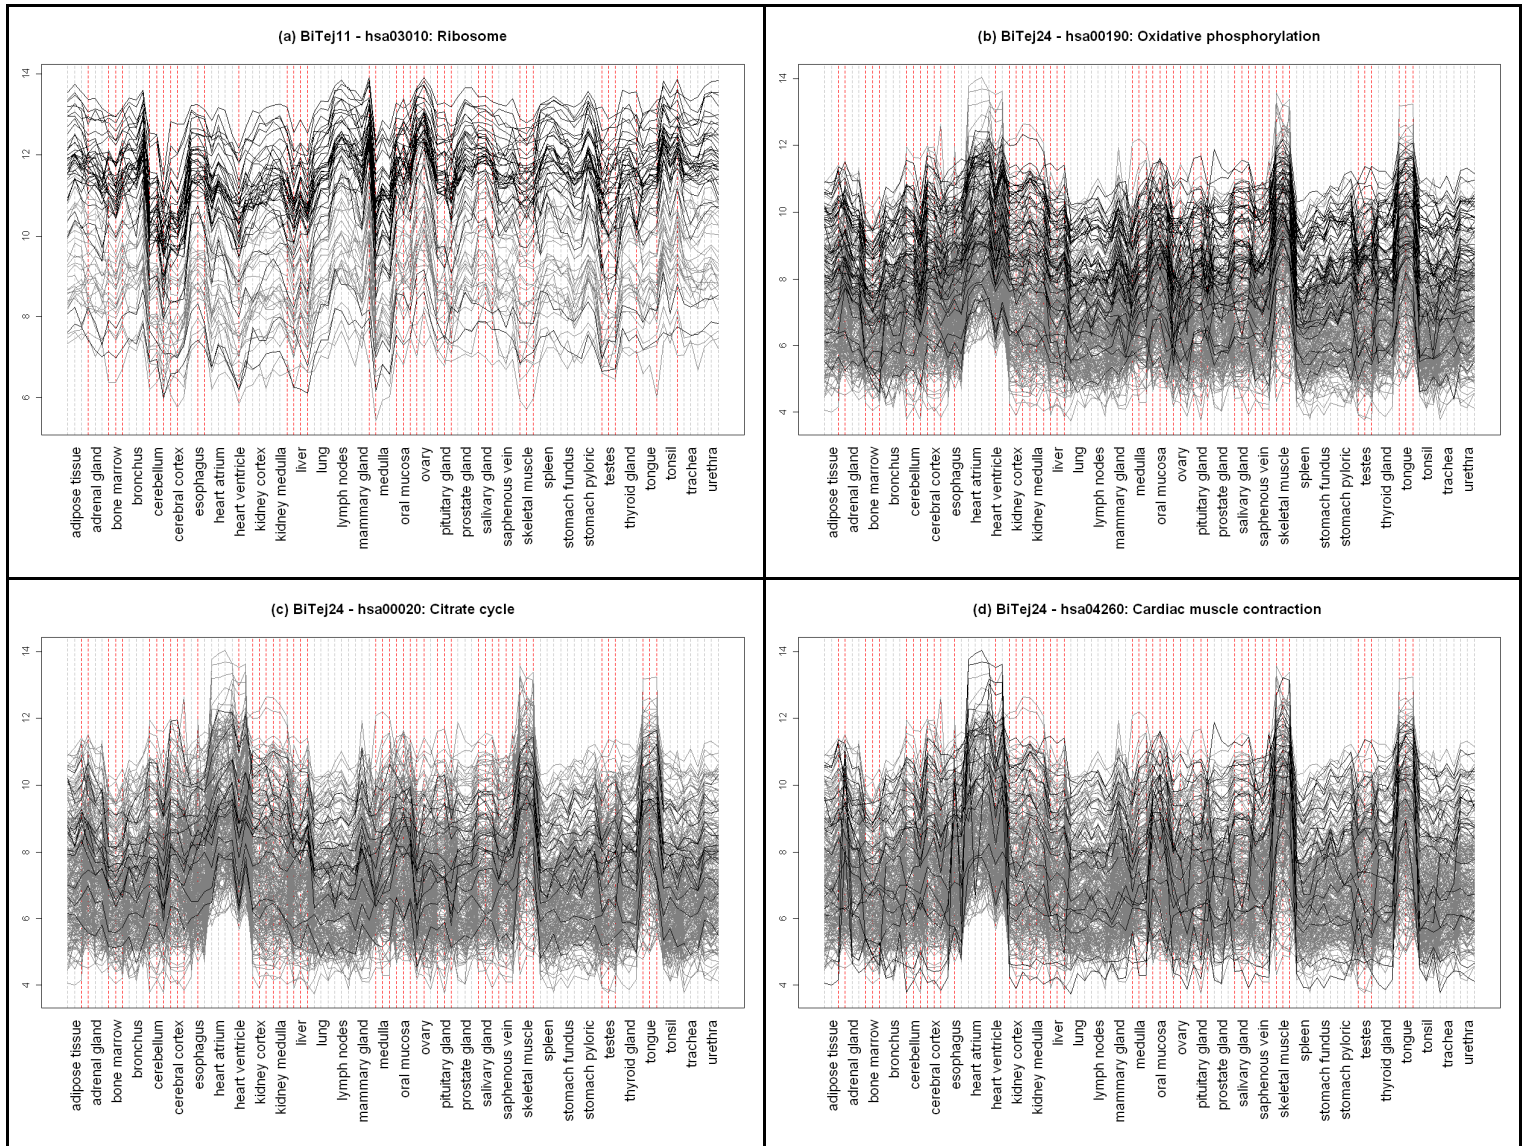 (a) BiTej11 - hsa03010: Ribosome
14
12
10
8
6
adipose tissue
adrenal gland
bone marrow
bronchus
cerebellum
cerebral cortex
esophagus
heart atrium
heart ventricle
kidney cortex
kidney medulla
liver
lung
lymph nodes
mammary gland
medulla
oral mucosa
ovary
pituitary gland
prostate gland
salivary gland
saphenous vein
skeletal muscle
spleen
stomach fundus
stomach pyloric
testes
thyroid gland
tongue
tonsil
trachea
urethra
(b) BiTej24 - hsa00190: Oxidative phosphorylation
14
12
10
8
6
4
adipose tissue
adrenal gland
bone marrow
bronchus
cerebellum
cerebral cortex
esophagus
heart atrium
heart ventricle
kidney cortex
kidney medulla
liver
lung
lymph nodes
mammary gland
medulla
oral mucosa
ovary
pituitary gland
prostate gland
salivary gland
saphenous vein
skeletal muscle
spleen
stomach fundus
stomach pyloric
testes
thyroid gland
tongue
tonsil
trachea
urethra
(c) BiTej24 - hsa00020: Citrate cycle
14
12
10
8
6
4
adipose tissue
adrenal gland
bone marrow
bronchus
cerebellum
cerebral cortex
esophagus
heart atrium
heart ventricle
kidney cortex
kidney medulla
liver
lung
lymph nodes
mammary gland
medulla
oral mucosa
ovary
pituitary gland
prostate gland
salivary gland
saphenous vein
skeletal muscle
spleen
stomach fundus
stomach pyloric
testes
thyroid gland
tongue
tonsil
trachea
urethra
(d) BiTej24 - hsa04260: Cardiac muscle contraction
14
12
10
8
6
4
adipose tissue
adrenal gland
bone marrow
bronchus
cerebellum
cerebral cortex
esophagus
heart atrium
heart ventricle
kidney cortex
kidney medulla
liver
lung
lymph nodes
mammary gland
medulla
oral mucosa
ovary
pituitary gland
prostate gland
salivary gland
saphenous vein
skeletal muscle
spleen
stomach fundus
stomach pyloric
testes
thyroid gland
tongue
tonsil
trachea
urethra